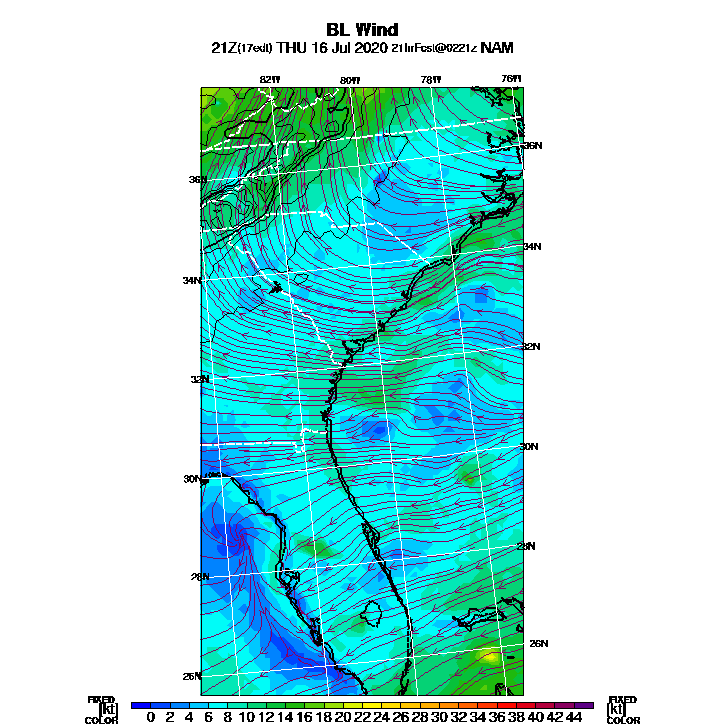 BL Wind
21Z(17edt) THU 16 Jul 2020 21hrFcst@0221z NAM
82W 80W 78W 76W
36N
36N
34N
34N
32N
32N
30N
30N
28N
28N
26N
26N
FIXED FIXED
[kt] 0 2 4 6 8 10 12 14 16 18 20 22 24 26 28 30 32 34 36 38 40 42 44 [kt]
COLOR COLOR